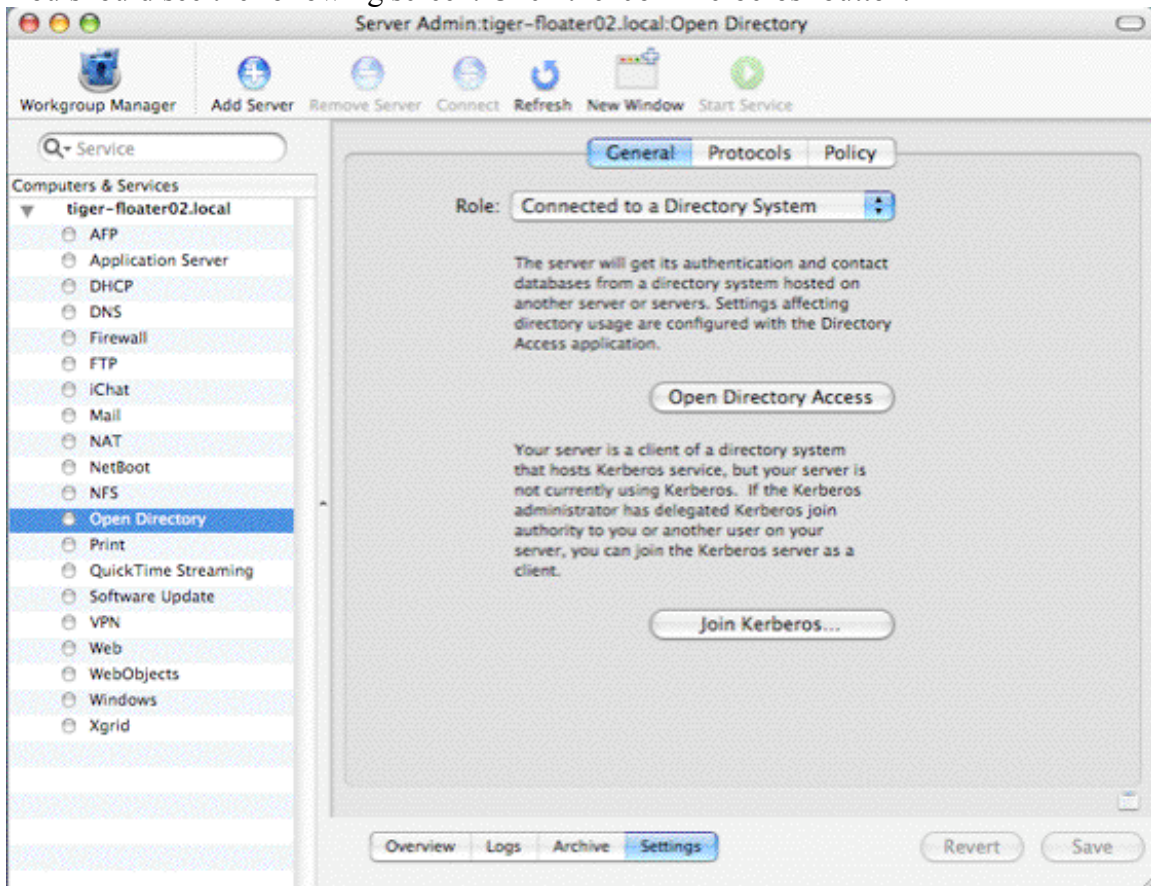 Server Admin:tiger-floater02.local:Open Directory
Workgroup Manager Add Server Remove Server Connect Refresh New Window Start Service
Service
General Protocols Policy
Computers & Services
tiger-floater02.local
AFP
Application Server
DHCP
DNS
Firewall
FTP
iChat
Mail
NAT
NetBoot
NFS
Open Directory
Print
QuickTime Streaming
Software Update
VPN
Web
WebObjects
Windows
Xgrid
Role: Connected to a Directory System
The server will get its authentication and contact
databases from a directory system hosted on
another server or servers. Settings affecting
directory usage are configured with the Directory
Access application.
Open Directory Access
Your server is a client of a directory system
that hosts Kerberos service, but your server is
not currently using Kerberos. If the Kerberos
administrator has delegated Kerberos join
authority to you or another user on your
server, you can join the Kerberos server as a
client.
Join Kerberos...
Overview Logs Archive Settings
Revert Save